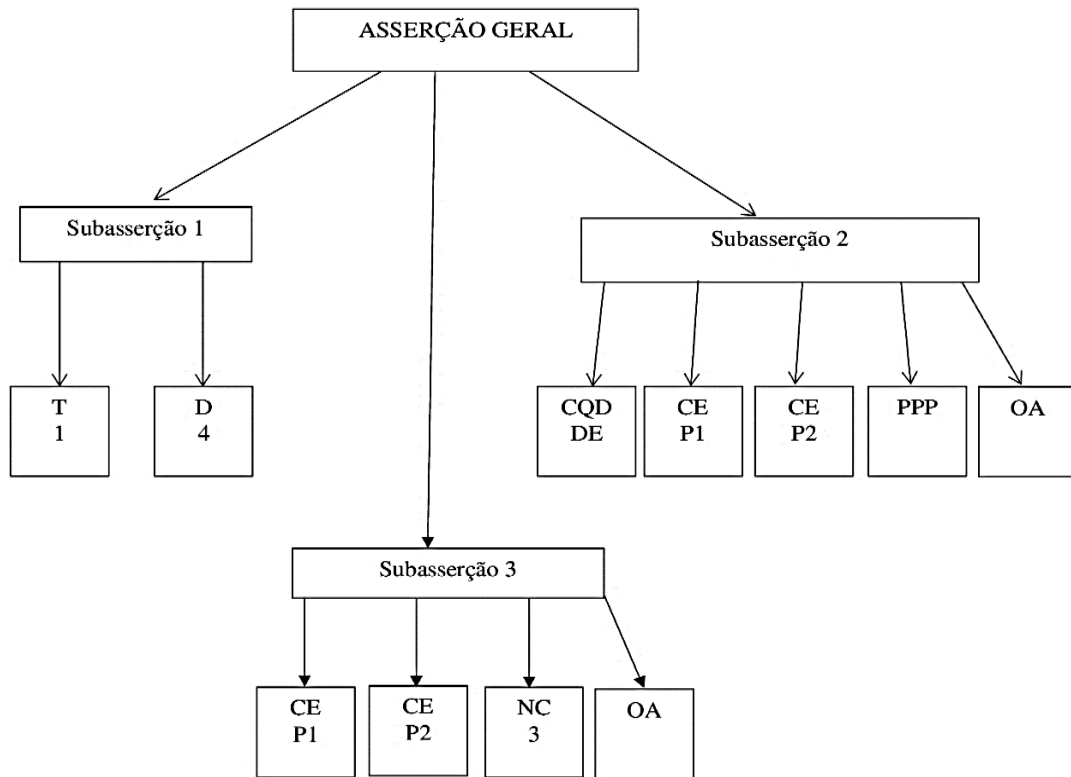 ASSERÇÃO GERAL
Subasserção 1
Subasserção 2
T
1
D
4
CQD
DE
CE
P1
CE
P2
PPP
OA
Subasserção 3
CE
P1
CE
P2
NC
3
OA